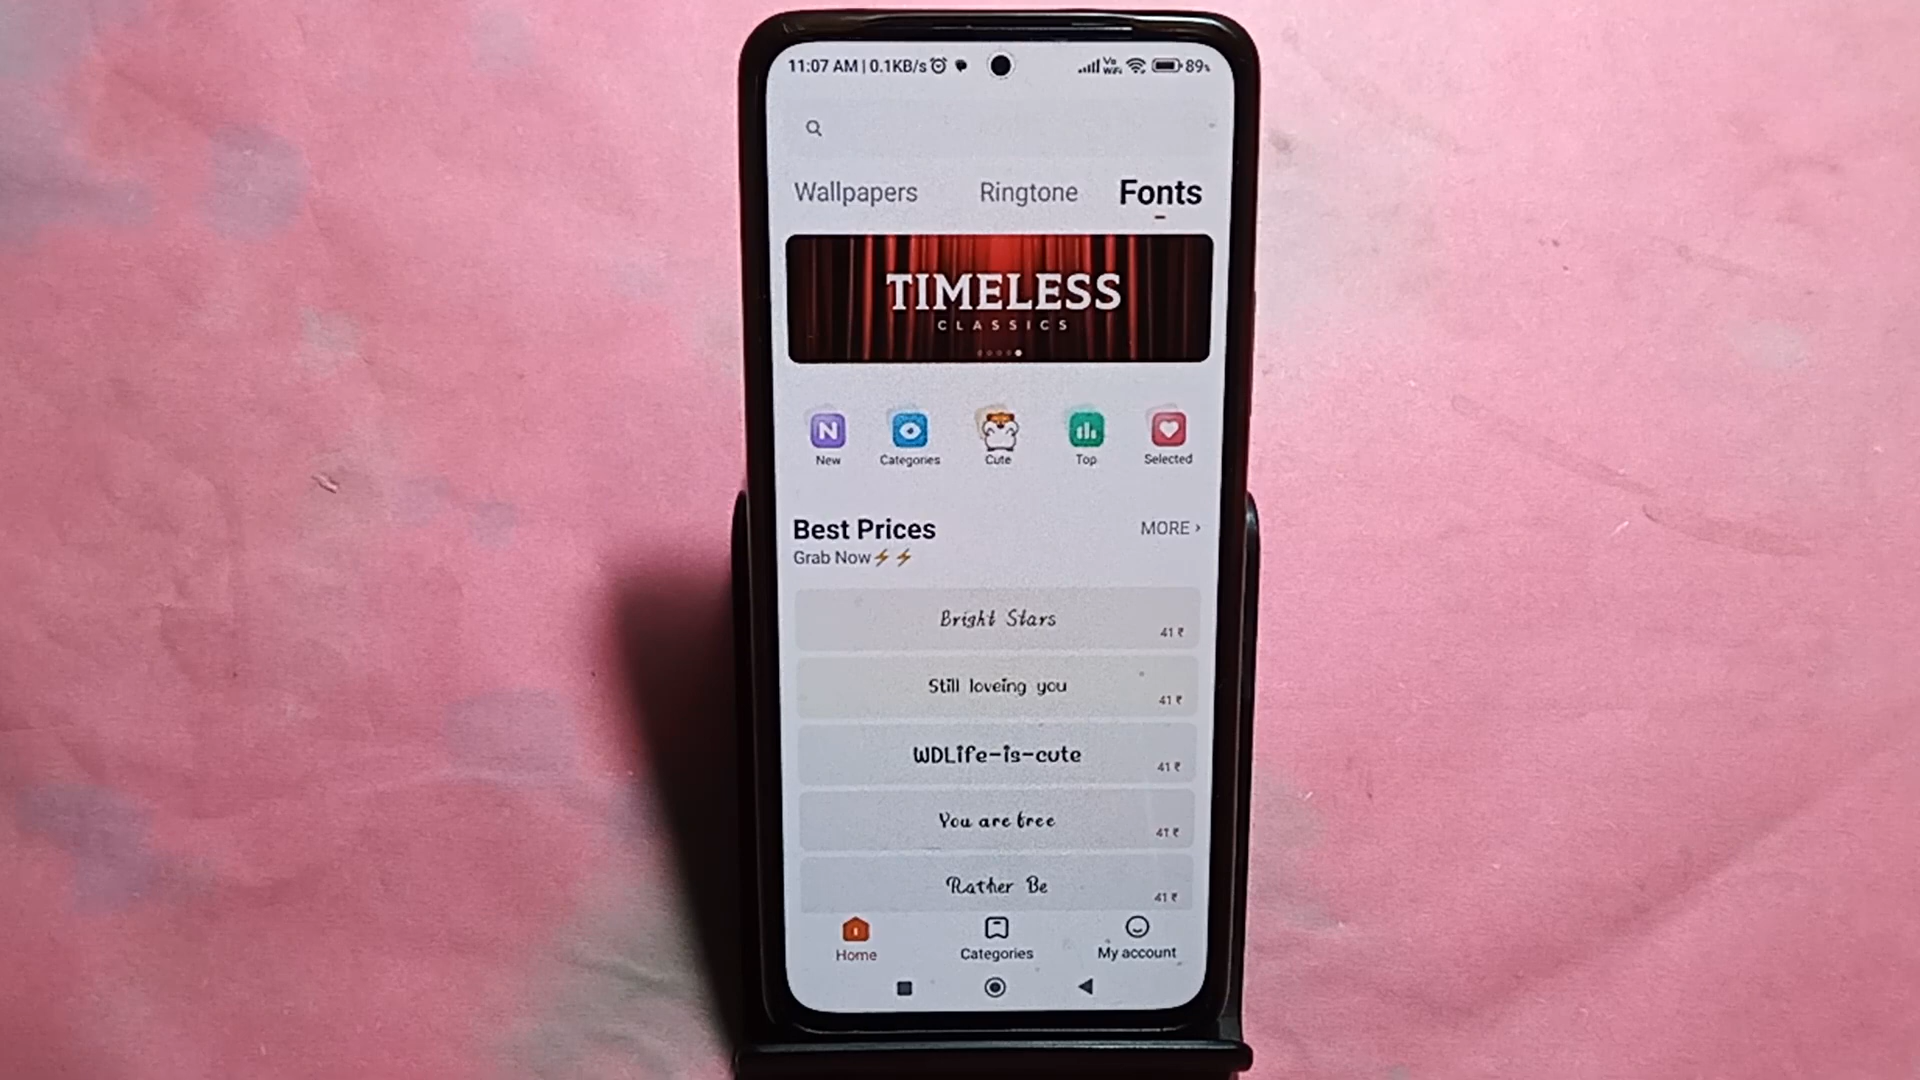 11:07 AM | 0.1KB/s Vo WiFi 89%
Wallpapers Ringtone Fonts
TIMELESS
CLASSICS
N
New Categories Cute Top Selected
Best Prices MORE ›
Grab Now⚡⚡
Bright Stars
41 ₹
Still loveing you
41 ₹
WDLife-is-cute
41 ₹
You are free
41 ₹
Rather Be
41 ₹
Home Categories My account